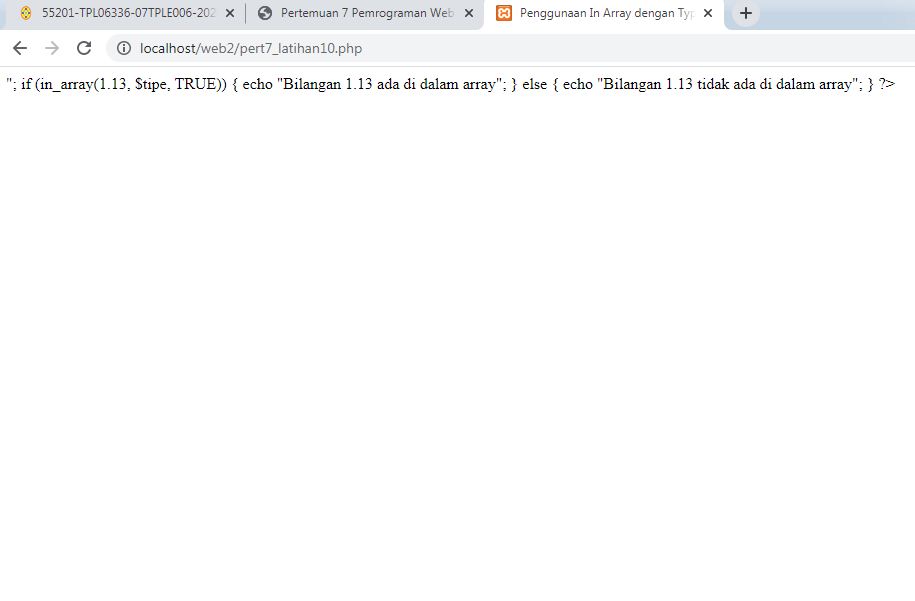 55201-TPL06336-07TPLE006-202
Pertemuan 7 Pemrograman Web
Penggunaan In Array dengan Typ
localhost/web2/pert7_latihan10.php
"; if (in_array(1.13, $tipe, TRUE)) { echo "Bilangan 1.13 ada di dalam array"; } else { echo "Bilangan 1.13 tidak ada di dalam array"; } ?>